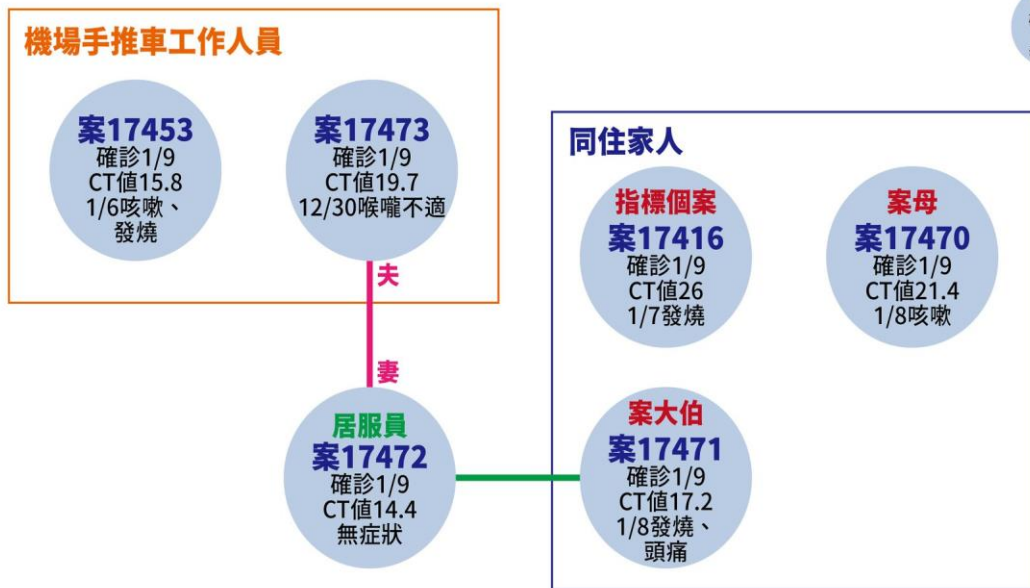 機場手推車工作人員
案17453
確診1/9
CT值15.8
1/6咳嗽、
發燒
案17473
確診1/9
CT值19.7
12/30喉嚨不適
夫
妻
居服員
案17472
確診1/9
CT值14.4
無症狀
同住家人
指標個案
案17416
確診1/9
CT值26
1/7發燒
案母
案17470
確診1/9
CT值21.4
1/8咳嗽
案大伯
案17471
確診1/9
CT值17.2
1/8發燒、
頭痛